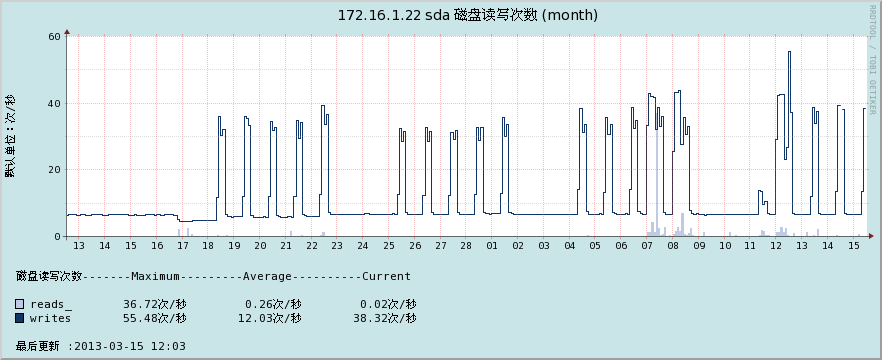 172.16.1.22 sda 磁盘读写次数 (month)
RRDTOOL / TOBI OETIKER
默认单位：次/秒
60
40
20
0
13 14 15 16 17 18 19 20 21 22 23 24 25 26 27 28 01 02 03 04 05 06 07 08 09 10 11 12 13 14 15
磁盘读写次数-------Maximum---------Average----------Current
reads_ 36.72次/秒 0.26次/秒 0.02次/秒
writes 55.48次/秒 12.03次/秒 38.32次/秒
最后更新 :2013-03-15 12:03